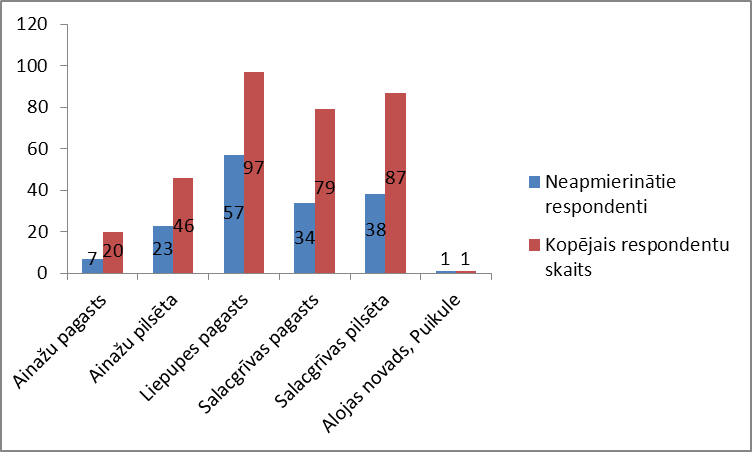 120
100
80
60
40
20
0
7
20
23
46
57
97
34
79
38
87
1
1
Ainažu pagasts
Ainažu pilsēta
Liepupes pagasts
Salacgrīvas pagasts
Salacgrīvas pilsēta
Alojas novads, Puikule
Neapmierinātie
respondenti
Kopējais respondentu
skaits